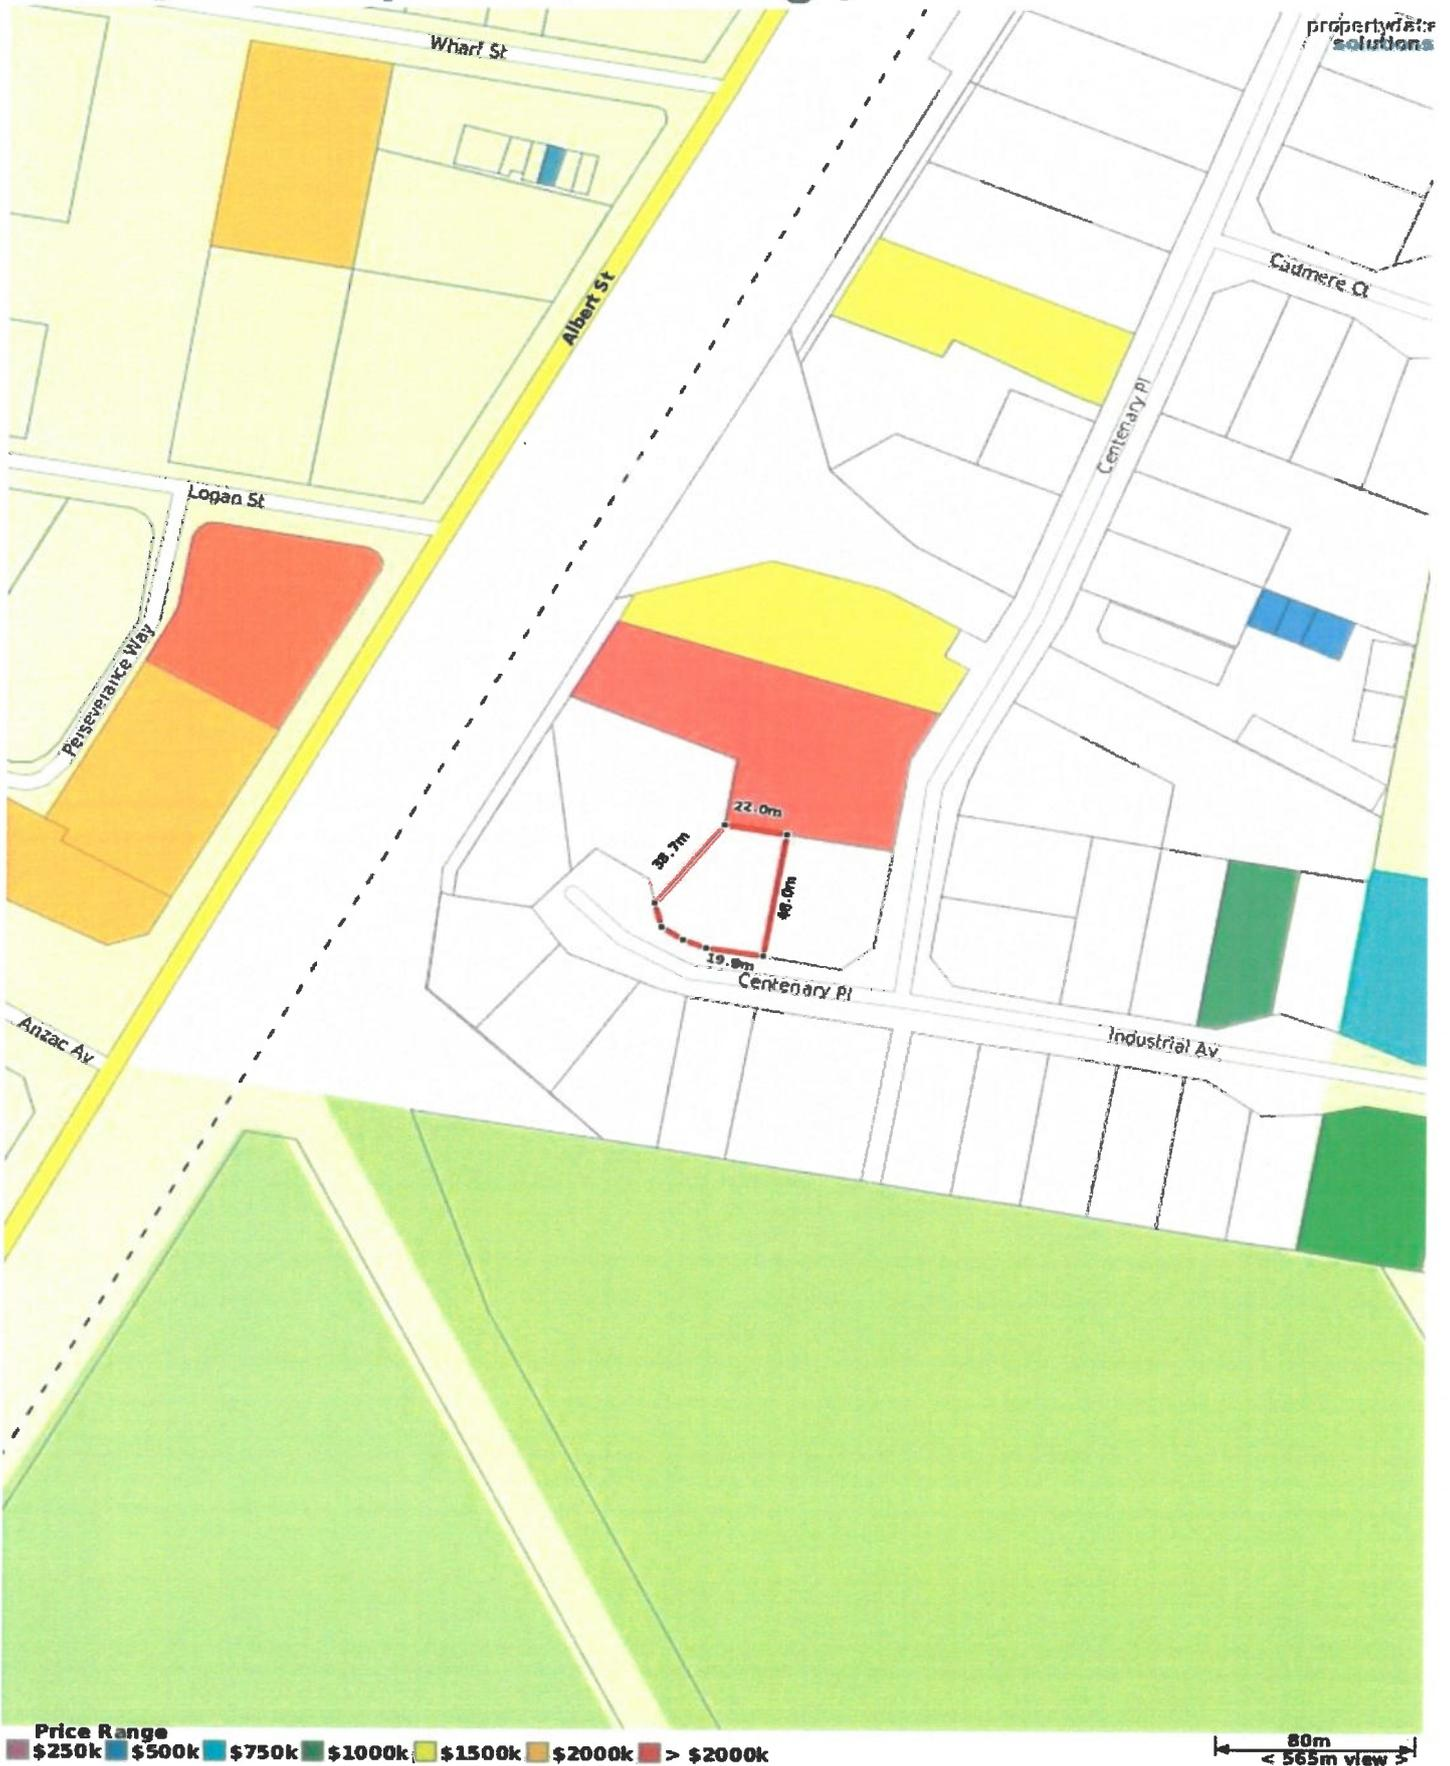 propertydata
solutions
Wharf St
Cadmere Ct
Albert St
Centenary Pl
Logan St
Perseverance Way
22.0m
38.7m
19.9m
Centenary Pl
Anzac Av
Industrial Av
Price Range
$250k $500k $750k $1000k $1500k $2000k > $2000k
80m
< 565m view >